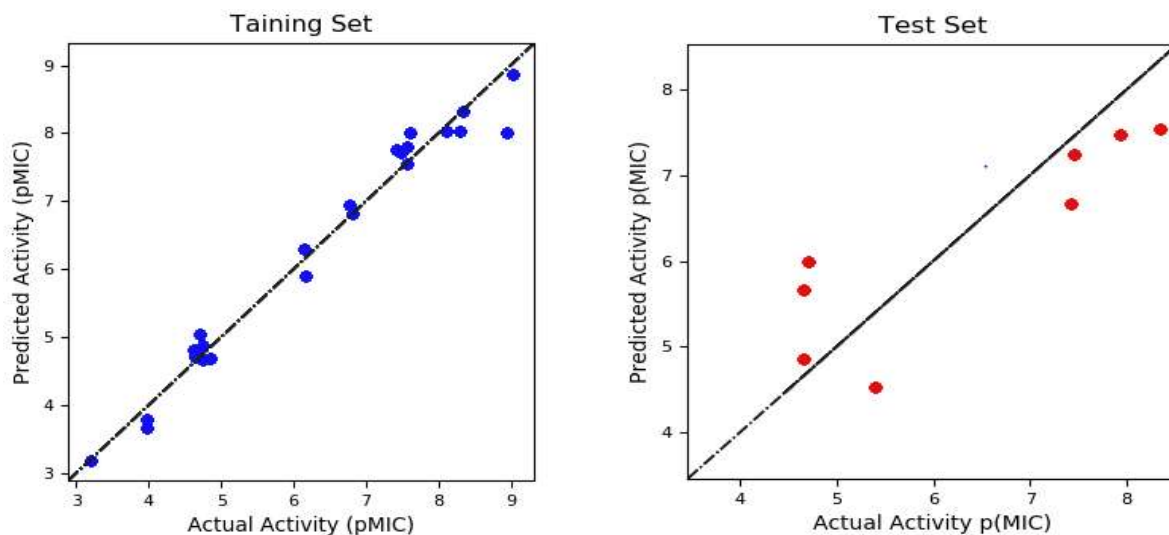 Taining Set
Predicted Activity (pMIC)
9
8
7
6
5
4
3
3 4 5 6 7 8 9
Actual Activity (pMIC)
Test Set
Predicted Activity p(MIC)
8
7
6
5
4
4 5 6 7 8
Actual Activity p(MIC)